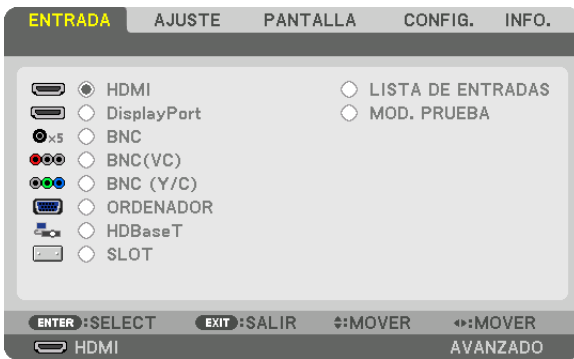 ENTRADA AJUSTE PANTALLA CONFIG. INFO.
HDMI LISTA DE ENTRADAS
DisplayPort MOD. PRUEBA
×5 BNC
BNC(VC)
BNC (Y/C)
ORDENADOR
HDBaseT
SLOT
ENTER :SELECT EXIT :SALIR :MOVER :MOVER
HDMI AVANZADO